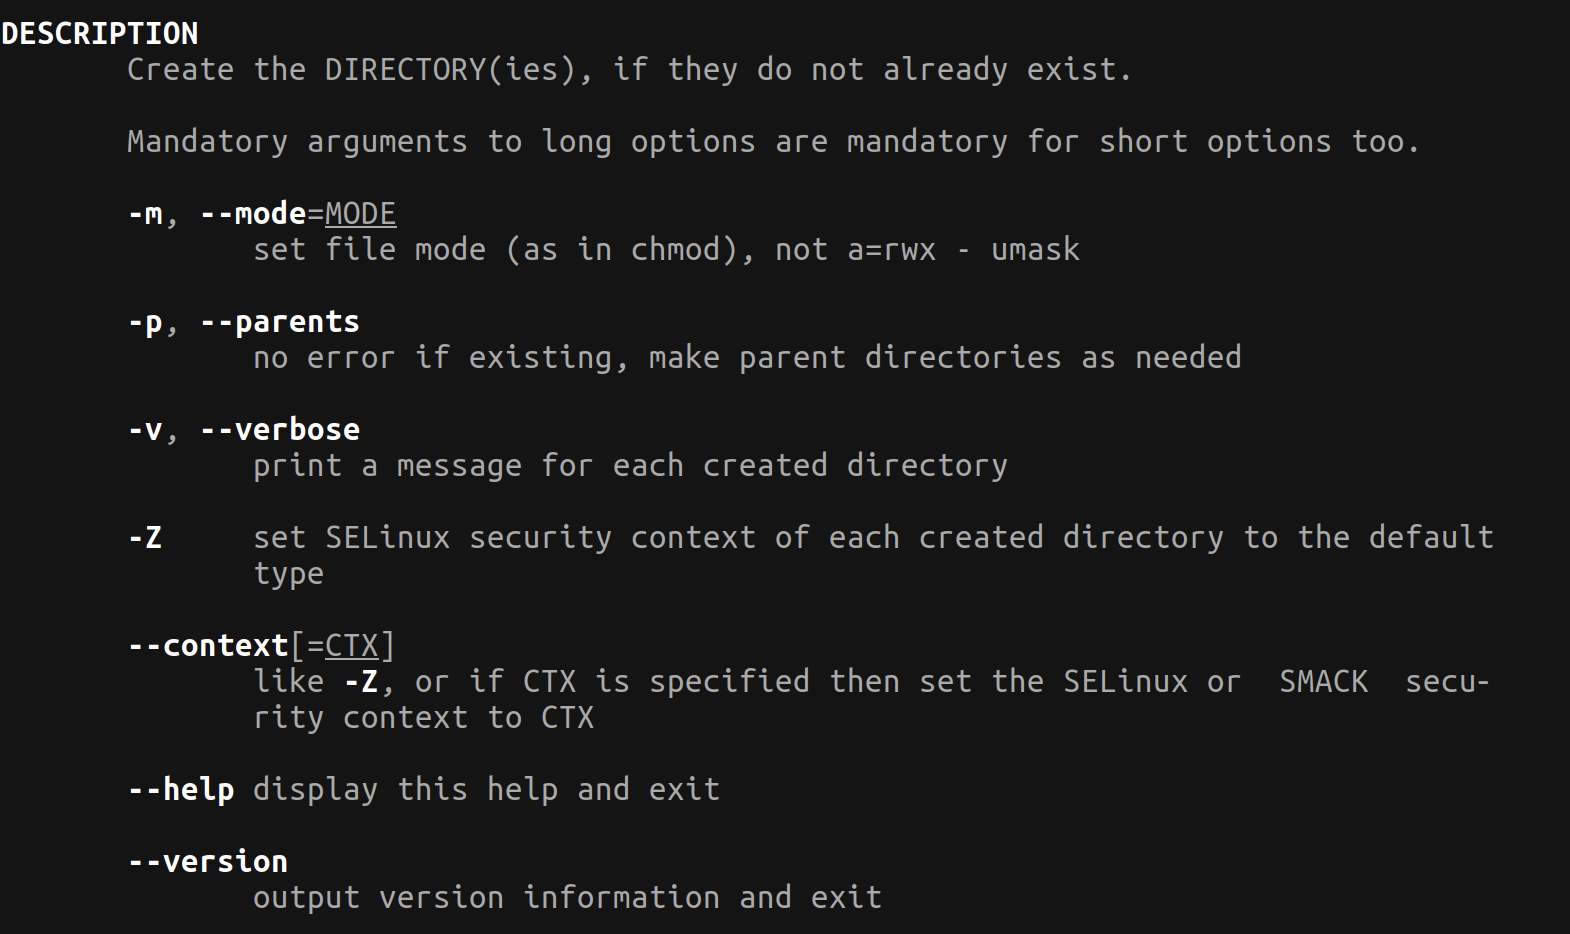 DESCRIPTION
Create the DIRECTORY(ies), if they do not already exist.
Mandatory arguments to long options are mandatory for short options too.
-m, --mode=MODE
set file mode (as in chmod), not a=rwx - umask
-p, --parents
no error if existing, make parent directories as needed
-v, --verbose
print a message for each created directory
-Z set SELinux security context of each created directory to the default
type
--context[=CTX]
like -Z, or if CTX is specified then set the SELinux or  SMACK  secu-
rity context to CTX
--help display this help and exit
--version
output version information and exit